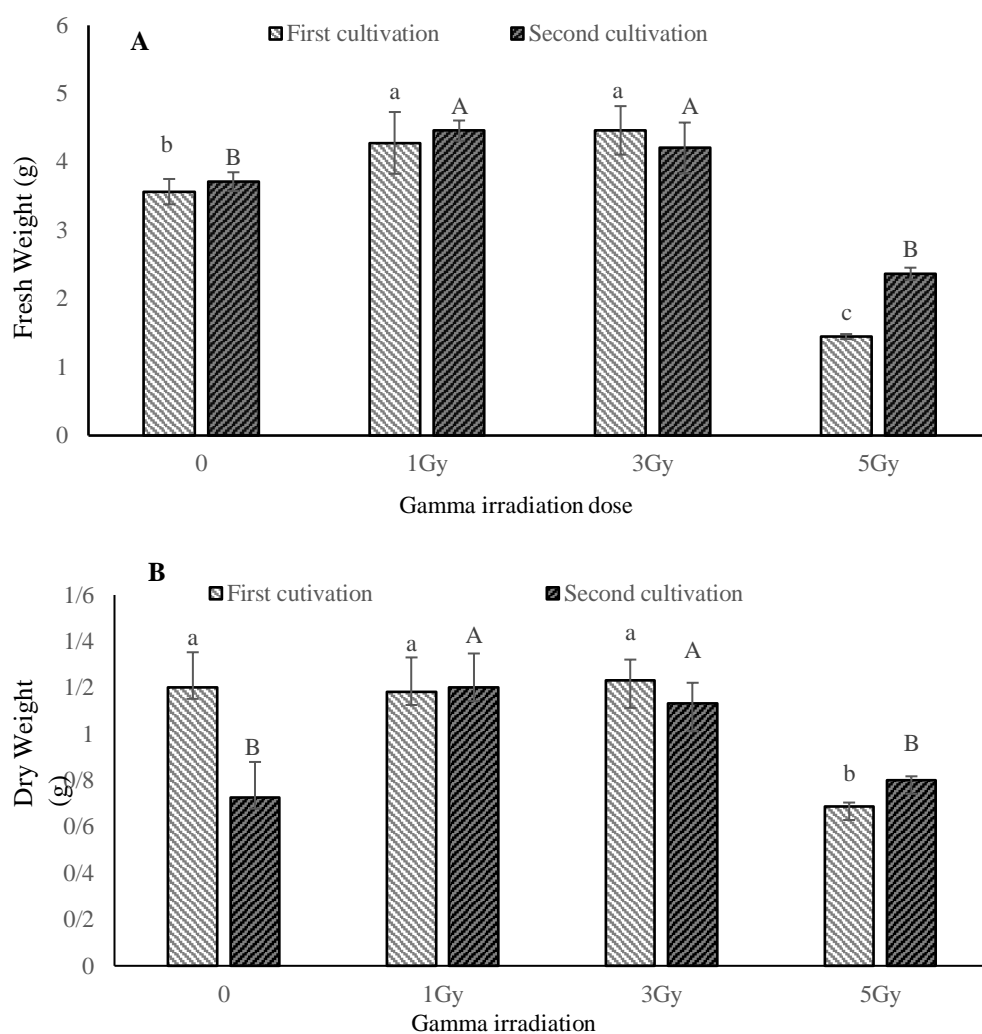 A
First cultivation Second cultivation
Fresh Weight (g)
6
5
4
3
2
1
0
b B a A a A c B
0 1Gy 3Gy 5Gy
Gamma irradiation dose
B
First cutivation Second cultivation
Dry Weight
(g)
1/6
1/4
1/2
1
0/8
0/6
0/4
0/2
0
a B a A a A b B
0 1Gy 3Gy 5Gy
Gamma irradiation